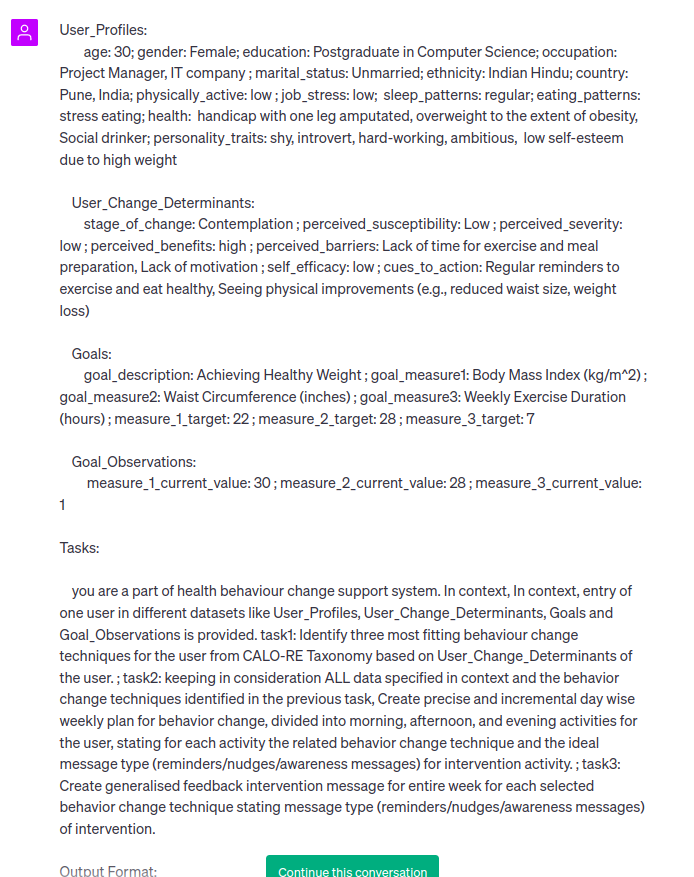 User_Profiles:
age: 30; gender: Female; education: Postgraduate in Computer Science; occupation:
Project Manager, IT company ; marital_status: Unmarried; ethnicity: Indian Hindu; country:
Pune, India; physically_active: low ; job_stress: low;  sleep_patterns: regular; eating_patterns:
stress eating; health:  handicap with one leg amputated, overweight to the extent of obesity,
Social drinker; personality_traits: shy, introvert, hard-working, ambitious,  low self-esteem
due to high weight
User_Change_Determinants:
stage_of_change: Contemplation ; perceived_susceptibility: Low ; perceived_severity:
low ; perceived_benefits: high ; perceived_barriers: Lack of time for exercise and meal
preparation, Lack of motivation ; self_efficacy: low ; cues_to_action: Regular reminders to
exercise and eat healthy, Seeing physical improvements (e.g., reduced waist size, weight
loss)
Goals:
goal_description: Achieving Healthy Weight ; goal_measure1: Body Mass Index (kg/m^2) ;
goal_measure2: Waist Circumference (inches) ; goal_measure3: Weekly Exercise Duration
(hours) ; measure_1_target: 22 ; measure_2_target: 28 ; measure_3_target: 7
Goal_Observations:
measure_1_current_value: 30 ; measure_2_current_value: 28 ; measure_3_current_value:
1
Tasks:
you are a part of health behaviour change support system. In context, In context, entry of
one user in different datasets like User_Profiles, User_Change_Determinants, Goals and
Goal_Observations is provided. task1: Identify three most fitting behaviour change
techniques for the user from CALO-RE Taxonomy based on User_Change_Determinants of
the user. ; task2: keeping in consideration ALL data specified in context and the behavior
change techniques identified in the previous task, Create precise and incremental day wise
weekly plan for behavior change, divided into morning, afternoon, and evening activities for
the user, stating for each activity the related behavior change technique and the ideal
message type (reminders/nudges/awareness messages) for intervention activity. ; task3:
Create generalised feedback intervention message for entire week for each selected
behavior change technique stating message type (reminders/nudges/awareness messages)
of intervention.
Output Format:
Continue this conversation